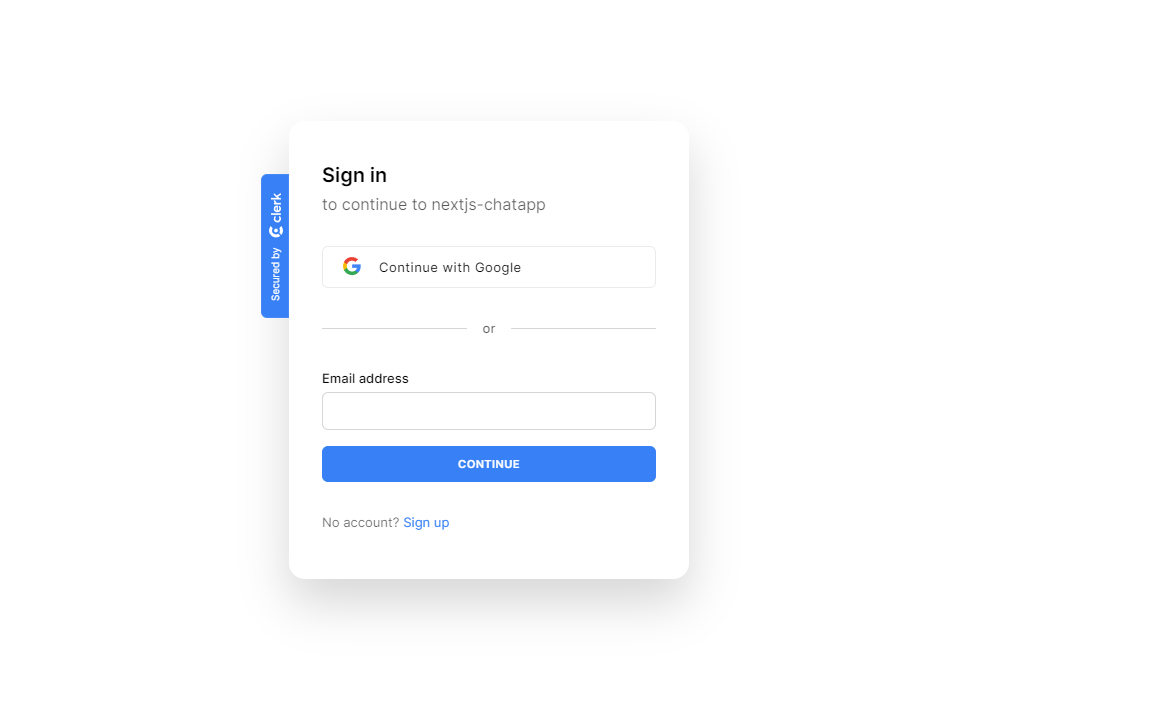 Sign in
to continue to nextjs-chatapp
Secured by clerk
Continue with Google
or
Email address
CONTINUE
No account? Sign up